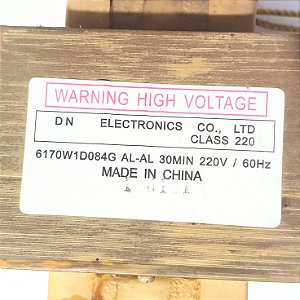 WARNING HIGH VOLTAGE
D N ELECTRONICS CO., LTD
CLASS 220
6170W1D084G AL-AL 30MIN 220V / 60Hz
MADE IN CHINA